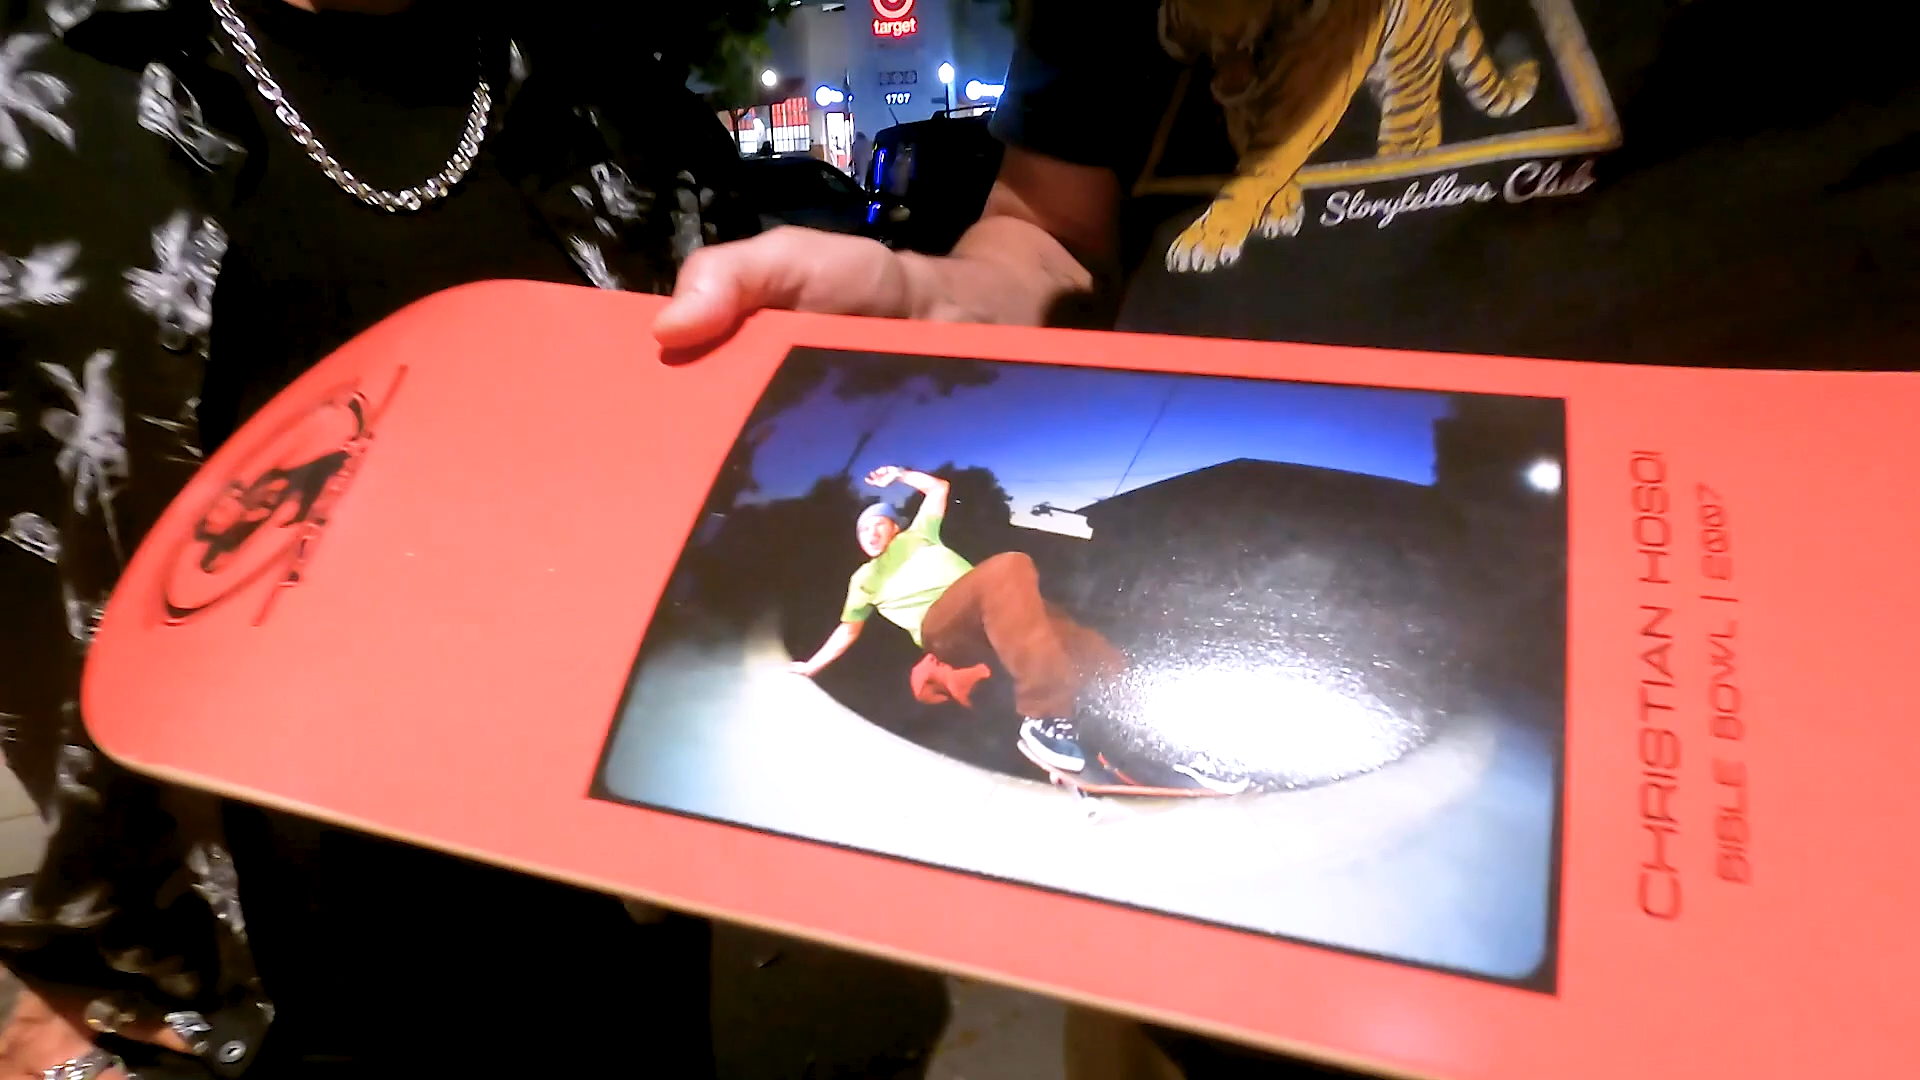 target
1707
Storytellers Club
CHRISTIAN HOSOI
BIBLE BOWL | 2007